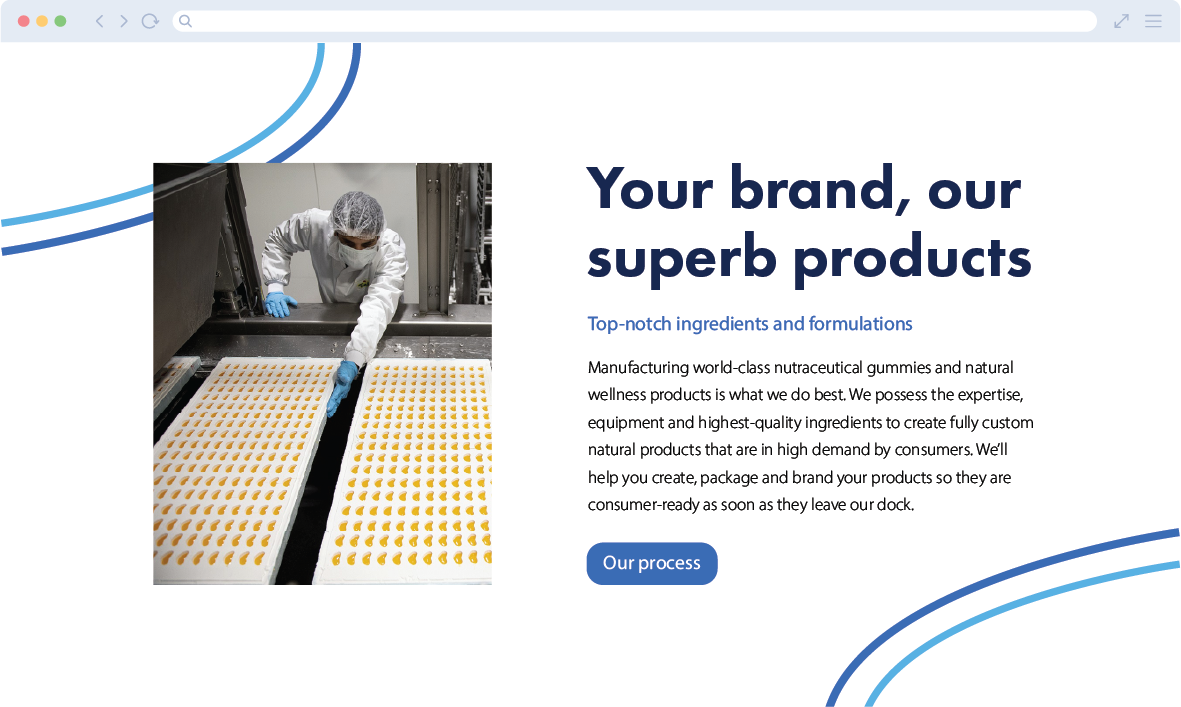 Your brand, our
superb products
Top-notch ingredients and formulations
Manufacturing world-class nutraceutical gummies and natural
wellness products is what we do best. We possess the expertise,
equipment and highest-quality ingredients to create fully custom
natural products that are in high demand by consumers. We’ll
help you create, package and brand your products so they are
consumer-ready as soon as they leave our dock.
Our process